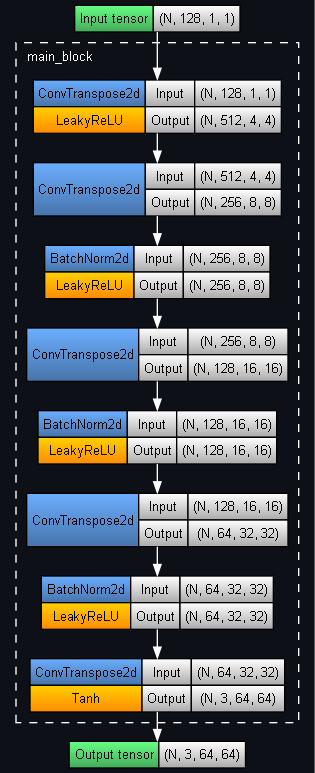 Input tensor (N, 128, 1, 1)
main_block
ConvTranspose2d Input (N, 128, 1, 1)
LeakyReLU Output (N, 512, 4, 4)
ConvTranspose2d Input (N, 512, 4, 4)
Output (N, 256, 8, 8)
BatchNorm2d Input (N, 256, 8, 8)
LeakyReLU Output (N, 256, 8, 8)
ConvTranspose2d Input (N, 256, 8, 8)
Output (N, 128, 16, 16)
BatchNorm2d Input (N, 128, 16, 16)
LeakyReLU Output (N, 128, 16, 16)
ConvTranspose2d Input (N, 128, 16, 16)
Output (N, 64, 32, 32)
BatchNorm2d Input (N, 64, 32, 32)
LeakyReLU Output (N, 64, 32, 32)
ConvTranspose2d Input (N, 64, 32, 32)
Tanh Output (N, 3, 64, 64)
Output tensor (N, 3, 64, 64)